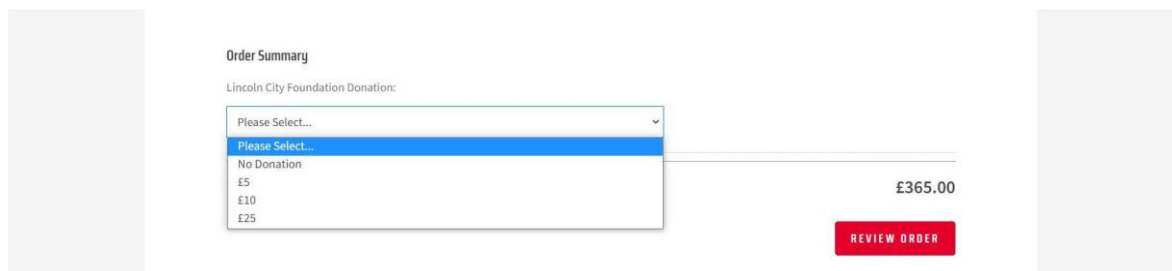 Order Summary
Lincoln City Foundation Donation:
Please Select...
Please Select...
No Donation
£5
£10
£25
£365.00
REVIEW ORDER